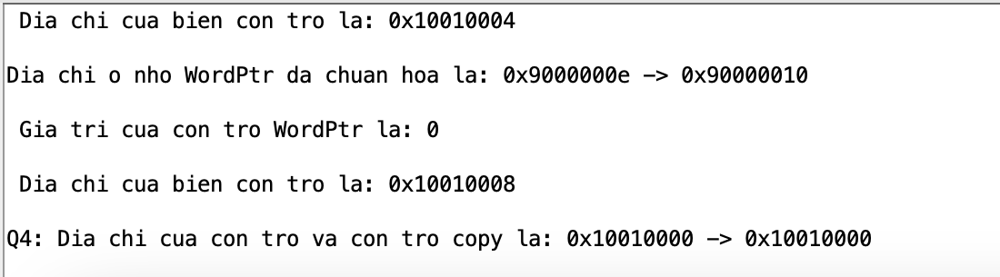 Dia chi cua bien con tro la: 0x10010004
Dia chi o nho WordPtr da chuan hoa la: 0x9000000e -> 0x90000010
Gia tri cua con tro WordPtr la: 0
Dia chi cua bien con tro la: 0x10010008
Q4: Dia chi cua con tro va con tro copy la: 0x10010000 -> 0x10010000